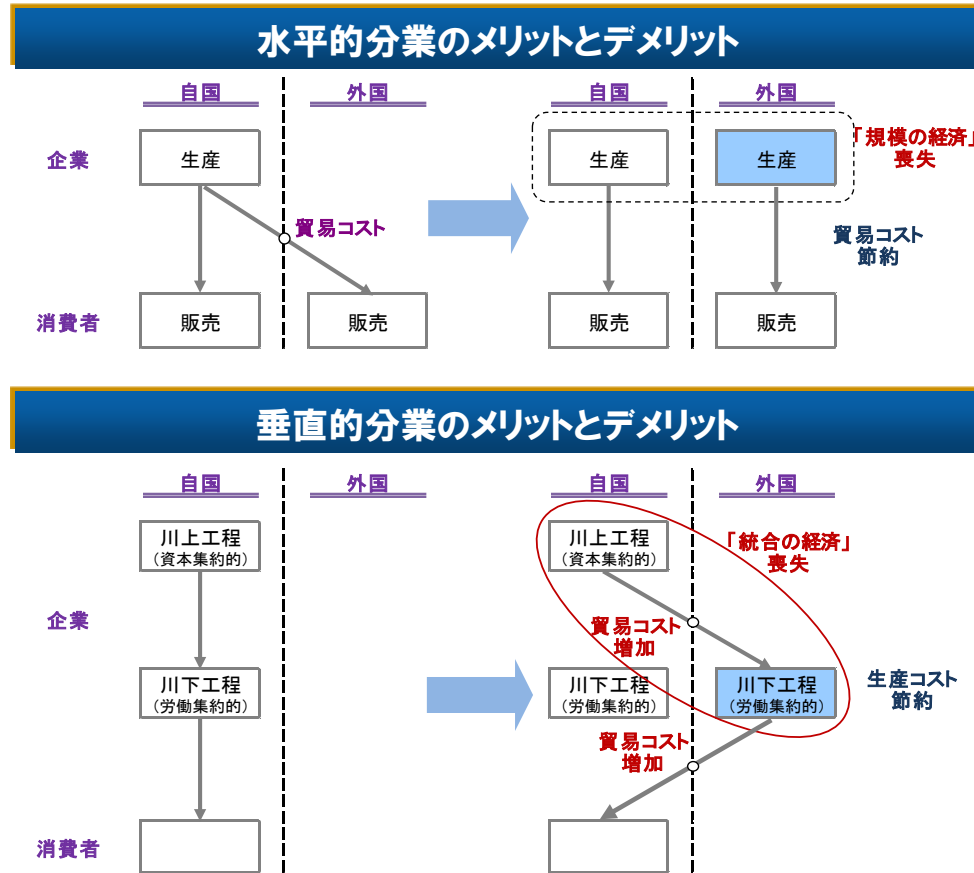 水平的分業のメリットとデメリット
自国
外国
自国
外国
企業
生産
生産
生産
「規模の経済」
喪失
貿易コスト
貿易コスト
節約
消費者
販売
販売
販売
販売
垂直的分業のメリットとデメリット
自国
外国
自国
外国
川上工程
（資本集約的）
川上工程
（資本集約的）
「統合の経済」
喪失
企業
貿易コスト
増加
川下工程
（労働集約的）
川下工程
（労働集約的）
川下工程
（労働集約的）
生産コスト
節約
貿易コスト
増加
消費者